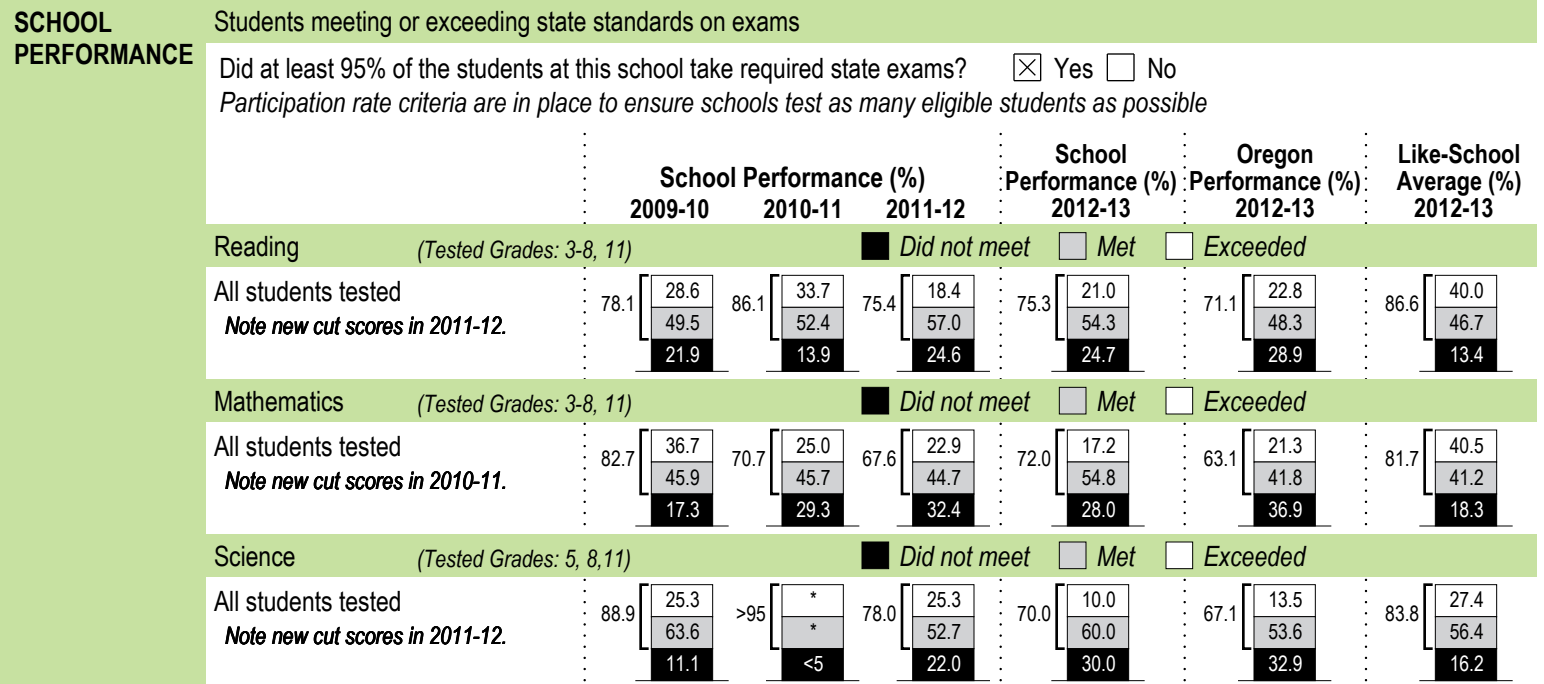 SCHOOL PERFORMANCE
Students meeting or exceeding state standards on exams
Did at least 95% of the students at this school take required state exams? ☒ Yes ☐ No
Participation rate criteria are in place to ensure schools test as many eligible students as possible
School Performance (%)
2009-10 2010-11 2011-12
School Performance (%) 2012-13
Oregon Performance (%) 2012-13
Like-School Average (%) 2012-13
Reading (Tested Grades: 3-8, 11) Did not meet Met Exceeded
All students tested
Note new cut scores in 2011-12.
78.1 28.6 49.5 21.9
86.1 33.7 52.4 13.9
75.4 18.4 57.0 24.6
75.3 21.0 54.3 24.7
71.1 22.8 48.3 28.9
86.6 40.0 46.7 13.4
Mathematics (Tested Grades: 3-8, 11) Did not meet Met Exceeded
All students tested
Note new cut scores in 2010-11.
82.7 36.7 45.9 17.3
70.7 25.0 45.7 29.3
67.6 22.9 44.7 32.4
72.0 17.2 54.8 28.0
63.1 21.3 41.8 36.9
81.7 40.5 41.2 18.3
Science (Tested Grades: 5, 8,11) Did not meet Met Exceeded
All students tested
Note new cut scores in 2011-12.
88.9 25.3 63.6 11.1
>95 * * <5
78.0 25.3 52.7 22.0
70.0 10.0 60.0 30.0
67.1 13.5 53.6 32.9
83.8 27.4 56.4 16.2